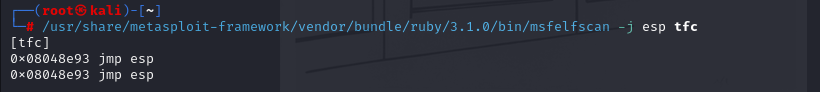 ┌──(root㉿kali)-[~]
└─# /usr/share/metasploit-framework/vendor/bundle/ruby/3.1.0/bin/msfelfscan -j esp tfc
[tfc]
0×08048e93 jmp esp
0×08048e93 jmp esp